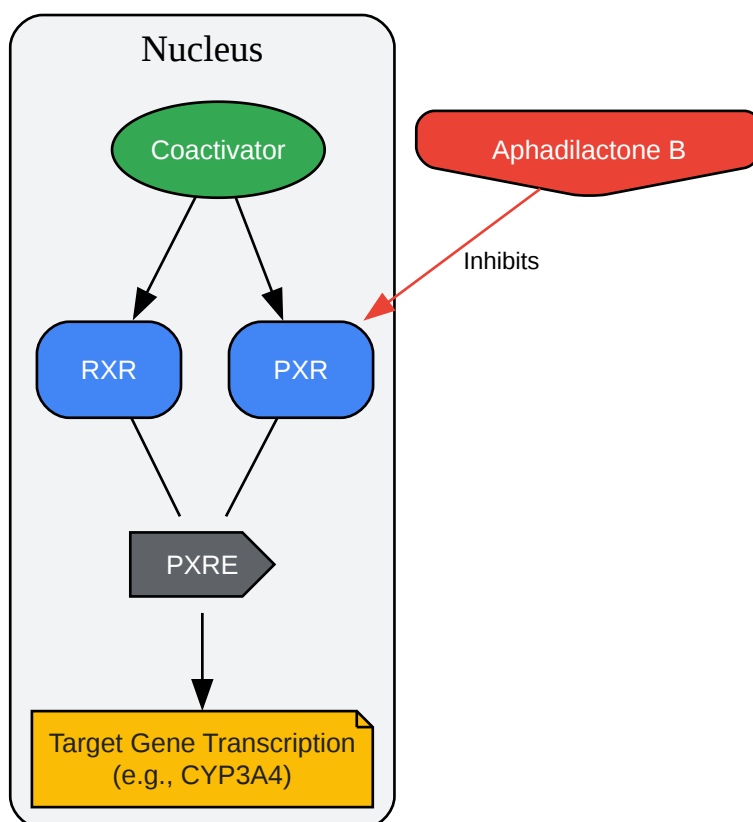 Nucleus
Coactivator
Aphadilactone B
Inhibits
RXR
PXR
PXRE
Target Gene Transcription
(e.g., CYP3A4)